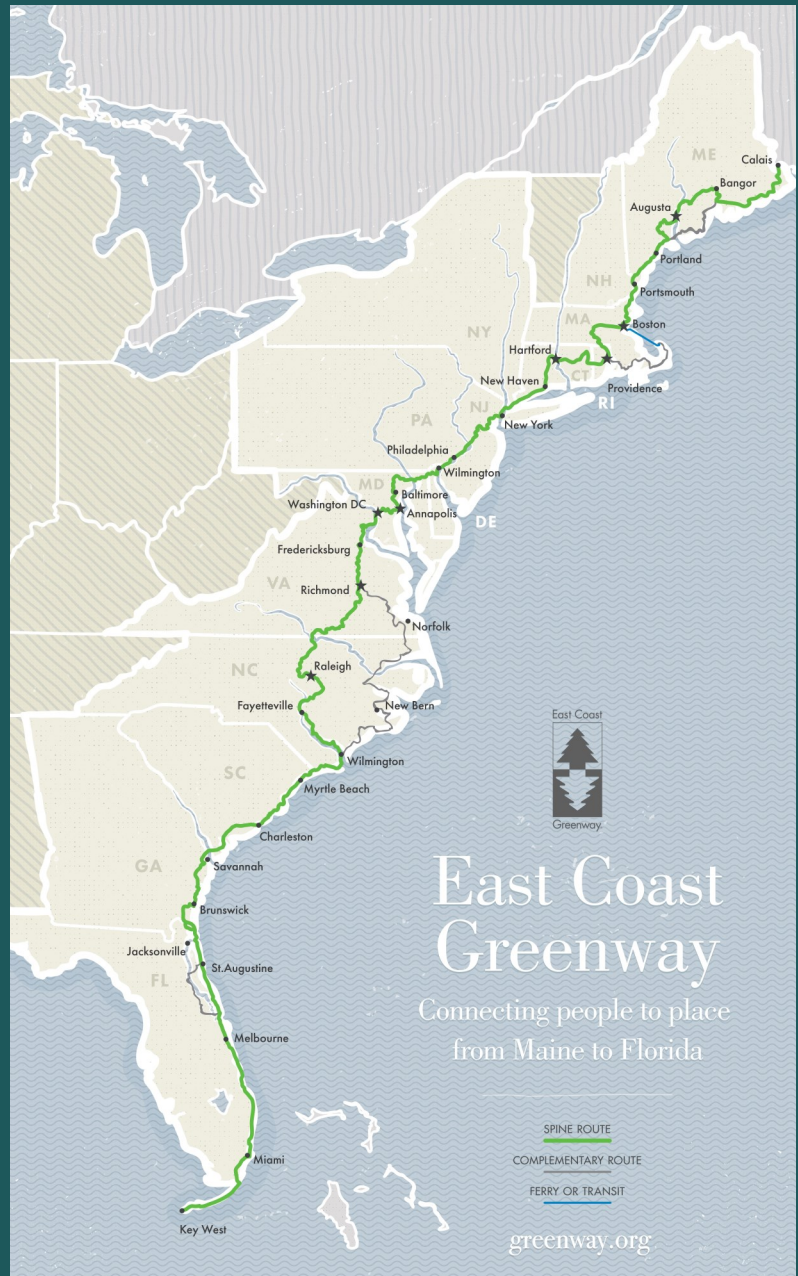 ME
Calais
Bangor
Augusta
Portland
NH
Portsmouth
MA
Boston
NY
Hartford
CT
New Haven
Providence
RI
NJ
New York
PA
Philadelphia
Wilmington
MD
Baltimore
Washington DC
Annapolis
DE
Fredericksburg
VA
Richmond
Norfolk
NC
Raleigh
Fayetteville
New Bern
Wilmington
SC
Myrtle Beach
Charleston
GA
Savannah
Brunswick
Jacksonville
FL
St.Augustine
Melbourne
Miami
Key West
East Coast
Greenway.
East Coast
Greenway
Connecting people to place
from Maine to Florida
SPINE ROUTE
COMPLEMENTARY ROUTE
FERRY OR TRANSIT
greenway.org